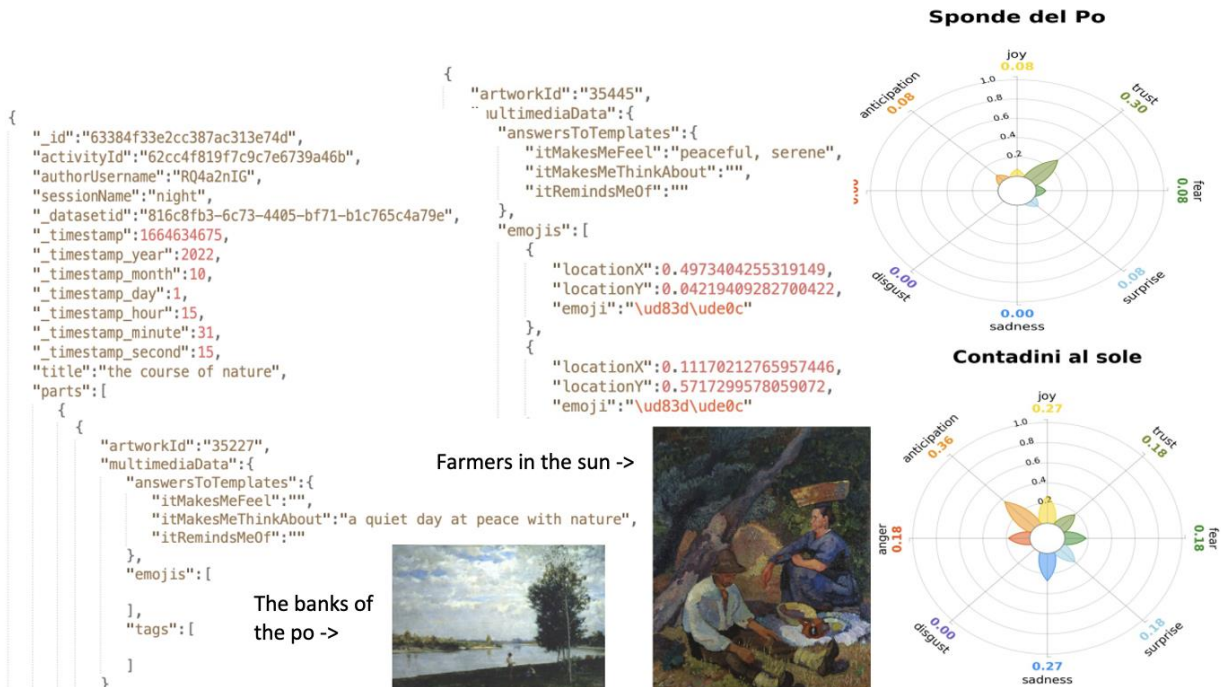 {
"_id":"63384f33e2cc387ac313e74d",
"activityId":"62cc4f819f7c9c7e6739a46b",
"authorUsername":"RQ4a2nIG",
"sessionName":"night",
"_datasetid":"816c8fb3-6c73-4405-bf71-b1c765c4a79e",
"_timestamp":1664634675,
"_timestamp_year":2022,
"_timestamp_month":10,
"_timestamp_day":1,
"_timestamp_hour":15,
"_timestamp_minute":31,
"_timestamp_second":15,
"title":"the course of nature",
"parts":[
{
{
"artworkId":"35227",
"multimediaData":{
"answersToTemplates":{
"itMakesMeFeel":"",
"itMakesMeThinkAbout":"a quiet day at peace with nature",
"itRemindsMeOf":""
},
"emojis":[
],
"tags":[
]
}
{
"artworkId":"35445",
ultimediaData":{
"answersToTemplates":{
"itMakesMeFeel":"peaceful, serene",
"itMakesMeThinkAbout":"",
"itRemindsMeOf":""
},
"emojis":[
{
"locationX":0.4973404255319149,
"locationY":0.04219409282700422,
"emoji":"\ud83d\ude0c"
},
{
"locationX":0.11170212765957446,
"locationY":0.5717299578059072,
"emoji":"\ud83d\ude0c"
The banks of
the po ->
Farmers in the sun ->
Sponde del Po
joy
0.08
anticipation
0.08
trust
0.30
1.0
0.8
0.6
0.4
0.2
fear
0.08
disgust
0.00
surprise
0.08
0.00
sadness
Contadini al sole
joy
0.27
anticipation
0.36
trust
0.18
1.0
0.8
0.6
0.4
0.2
anger
0.18
fear
0.18
disgust
0.00
surprise
0.18
0.27
sadness